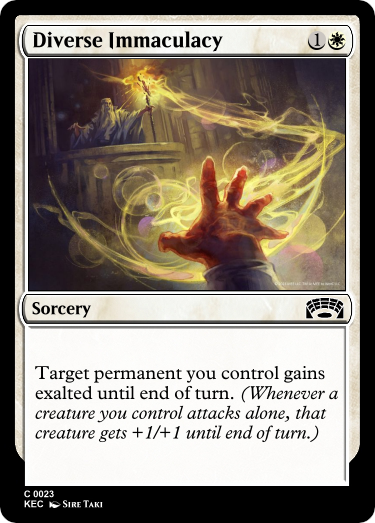 Diverse Immaculacy 1
Sorcery
Target permanent you control gains
exalted until end of turn. (Whenever a
creature you control attacks alone, that
creature gets +1/+1 until end of turn.)
C 0023
KEC Sire Taki